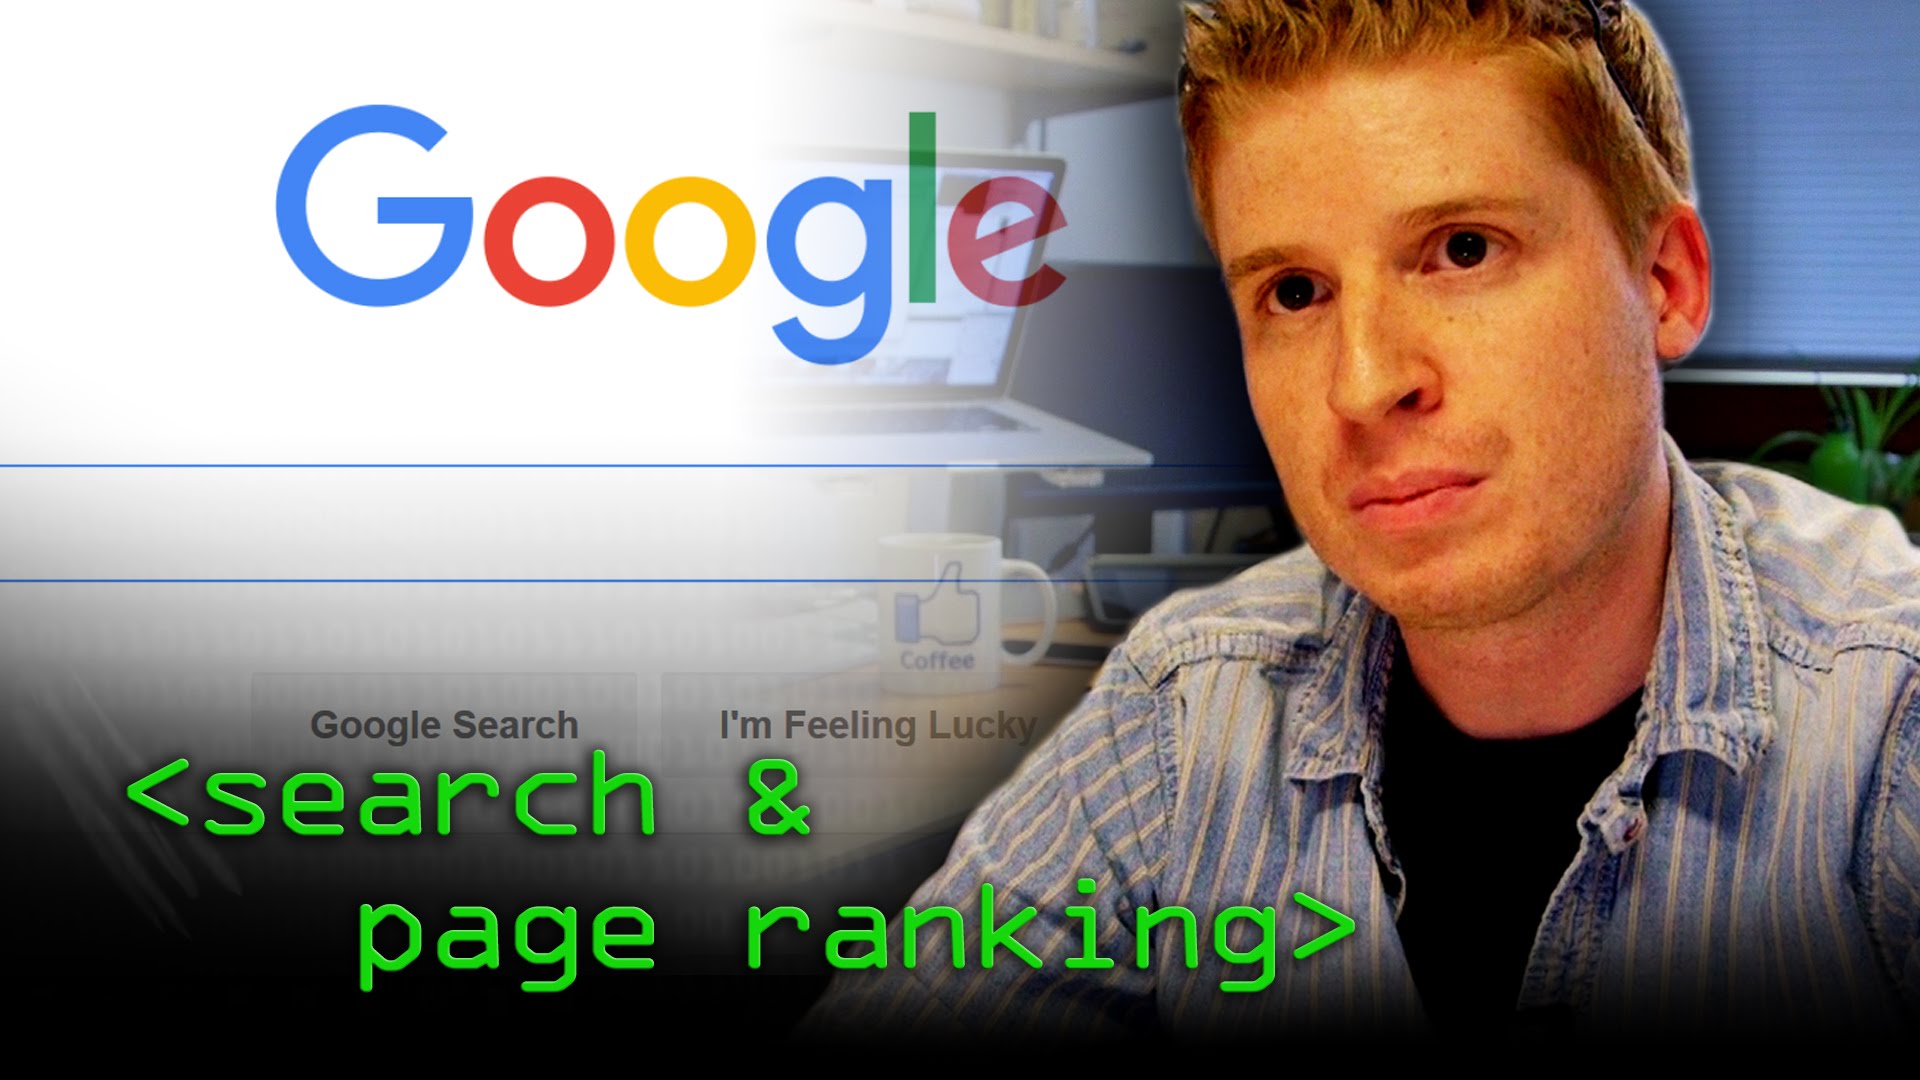 Google
Coffee
Google Search
I'm Feeling Lucky
<search &
page ranking>